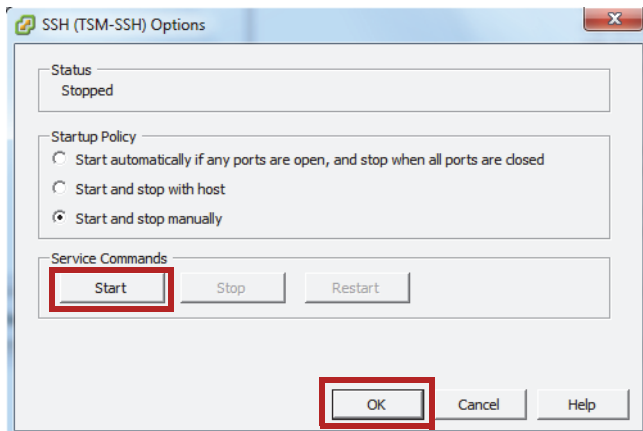 SSH (TSM-SSH) Options
Status
Stopped
Startup Policy
Start automatically if any ports are open, and stop when all ports are closed
Start and stop with host
Start and stop manually
Service Commands
Start Stop Restart
OK Cancel Help